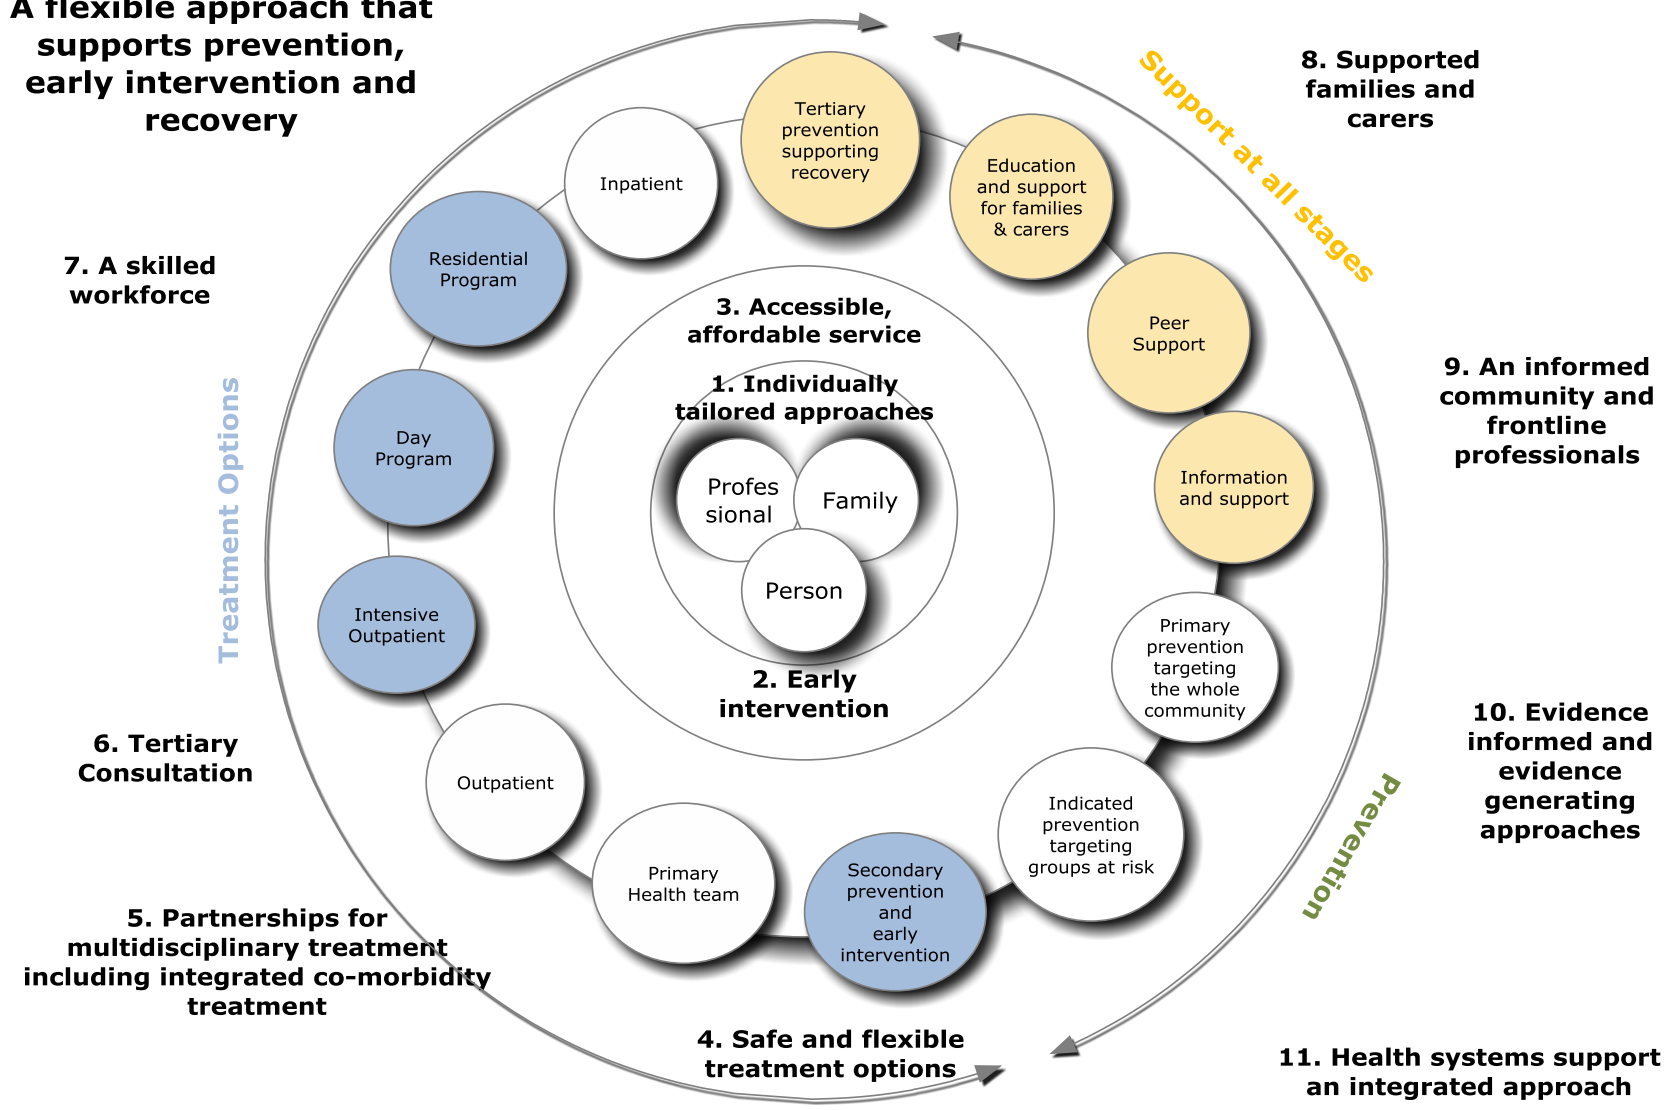 A flexible approach that
supports prevention,
early intervention and
recovery
8. Supported
families and
carers
Support at all stages
Tertiary
prevention
supporting
recovery
Education
and support
for families
& carers
Inpatient
Residential
Program
7. A skilled
workforce
3. Accessible,
affordable service
Peer
Support
1. Individually
tailored approaches
9. An informed
community and
frontline
professionals
Treatment Options
Day
Program
Profes
sional
Family
Person
Information
and support
Intensive
Outpatient
Primary
prevention
targeting
the whole
community
2. Early
intervention
10. Evidence
informed and
evidence
generating
approaches
6. Tertiary
Consultation
Outpatient
Prevention
Indicated
prevention
targeting
groups at risk
Primary
Health team
Secondary
prevention
and
early
intervention
5. Partnerships for
multidisciplinary treatment
including integrated co-morbidity
treatment
4. Safe and flexible
treatment options
11. Health systems support
an integrated approach